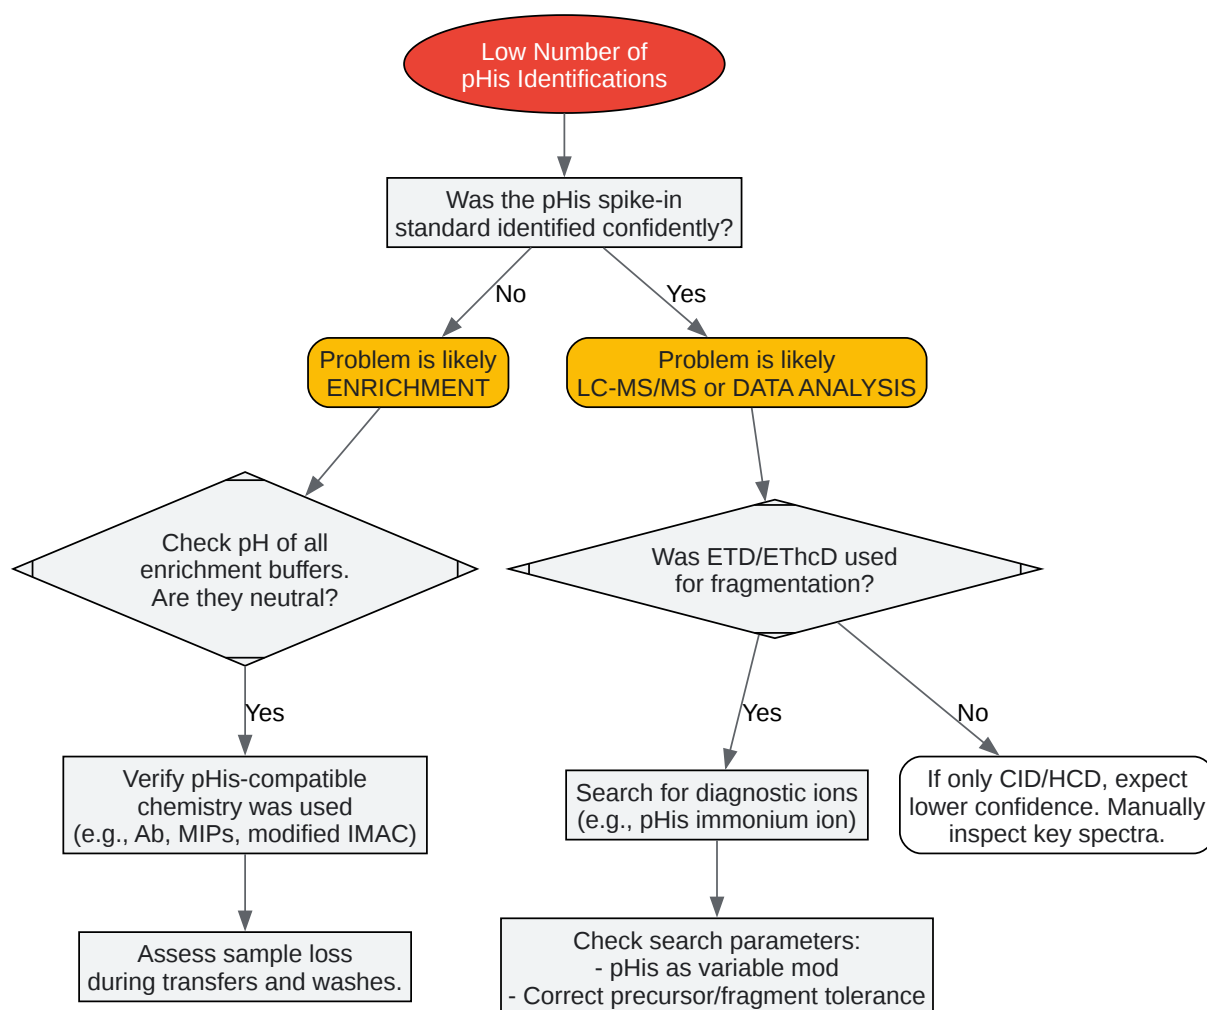 Low Number of
pHis Identifications
Was the pHis spike-in
standard identified confidently?
No
Yes
Problem is likely
ENRICHMENT
Problem is likely
LC-MS/MS or DATA ANALYSIS
Check pH of all
enrichment buffers.
Are they neutral?
Was ETD/EThcD used
for fragmentation?
Yes
Yes
No
Verify pHis-compatible
chemistry was used
(e.g., Ab, MIPs, modified IMAC)
Search for diagnostic ions
(e.g., pHis immonium ion)
If only CID/HCD, expect
lower confidence. Manually
inspect key spectra.
Assess sample loss
during transfers and washes.
Check search parameters:
- pHis as variable mod
- Correct precursor/fragment tolerance